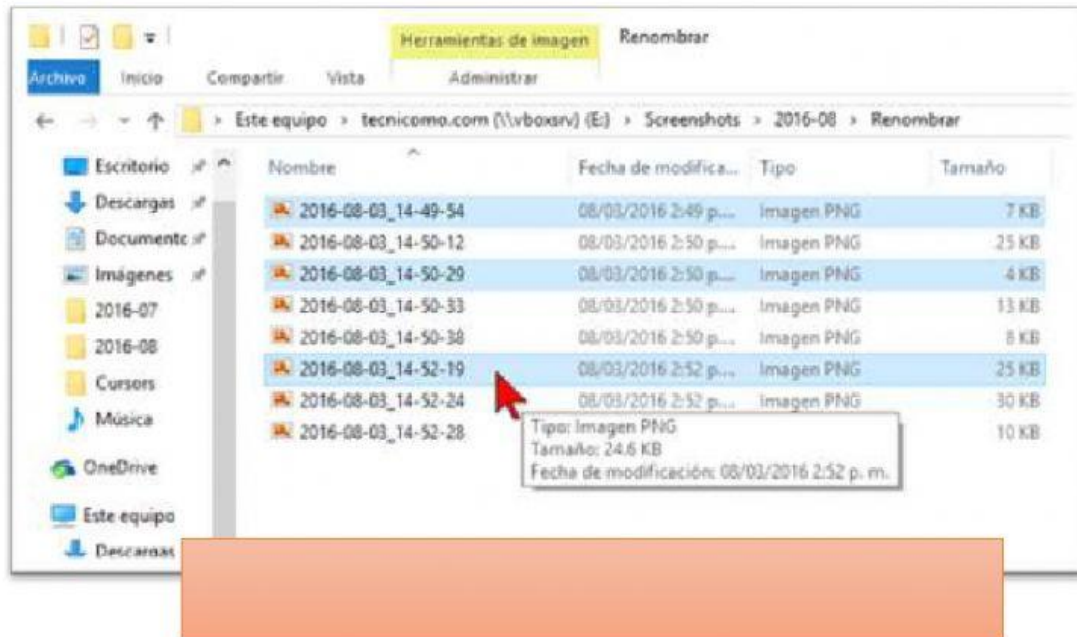 Herramientas de imagen Renombrar
Archivo Inicio Compartir Vista Administrar
Este equipo > tecnicomo.com (\\vboxsrv) (E:) > Screenshots > 2016-08 > Renombrar
Escritorio Nombre Fecha de modifica... Tipo Tamaño
Descargas 2016-08-03_14-49-54 08/03/2016 2:49 p.... Imagen PNG 7 KB
Documentc 2016-08-03_14-50-12 08/03/2016 2:50 p.... Imagen PNG 25 KB
Imágenes 2016-08-03_14-50-29 08/03/2016 2:50 p.... Imagen PNG 4 KB
2016-07 2016-08-03_14-50-33 08/03/2016 2:50 p.... Imagen PNG 13 KB
2016-08 2016-08-03_14-50-38 08/03/2016 2:50 p.... Imagen PNG 8 KB
Cursors 2016-08-03_14-52-19 08/03/2016 2:52 p.... Imagen PNG 25 KB
Música 2016-08-03_14-52-24 08/03/2016 2:52 p.... Imagen PNG 30 KB
2016-08-03_14-52-28 10 KB
Tipo: Imagen PNG
Tamaño: 24.6 KB
Fecha de modificación: 08/03/2016 2:52 p. m.
OneDrive
Este equipo
Descargas